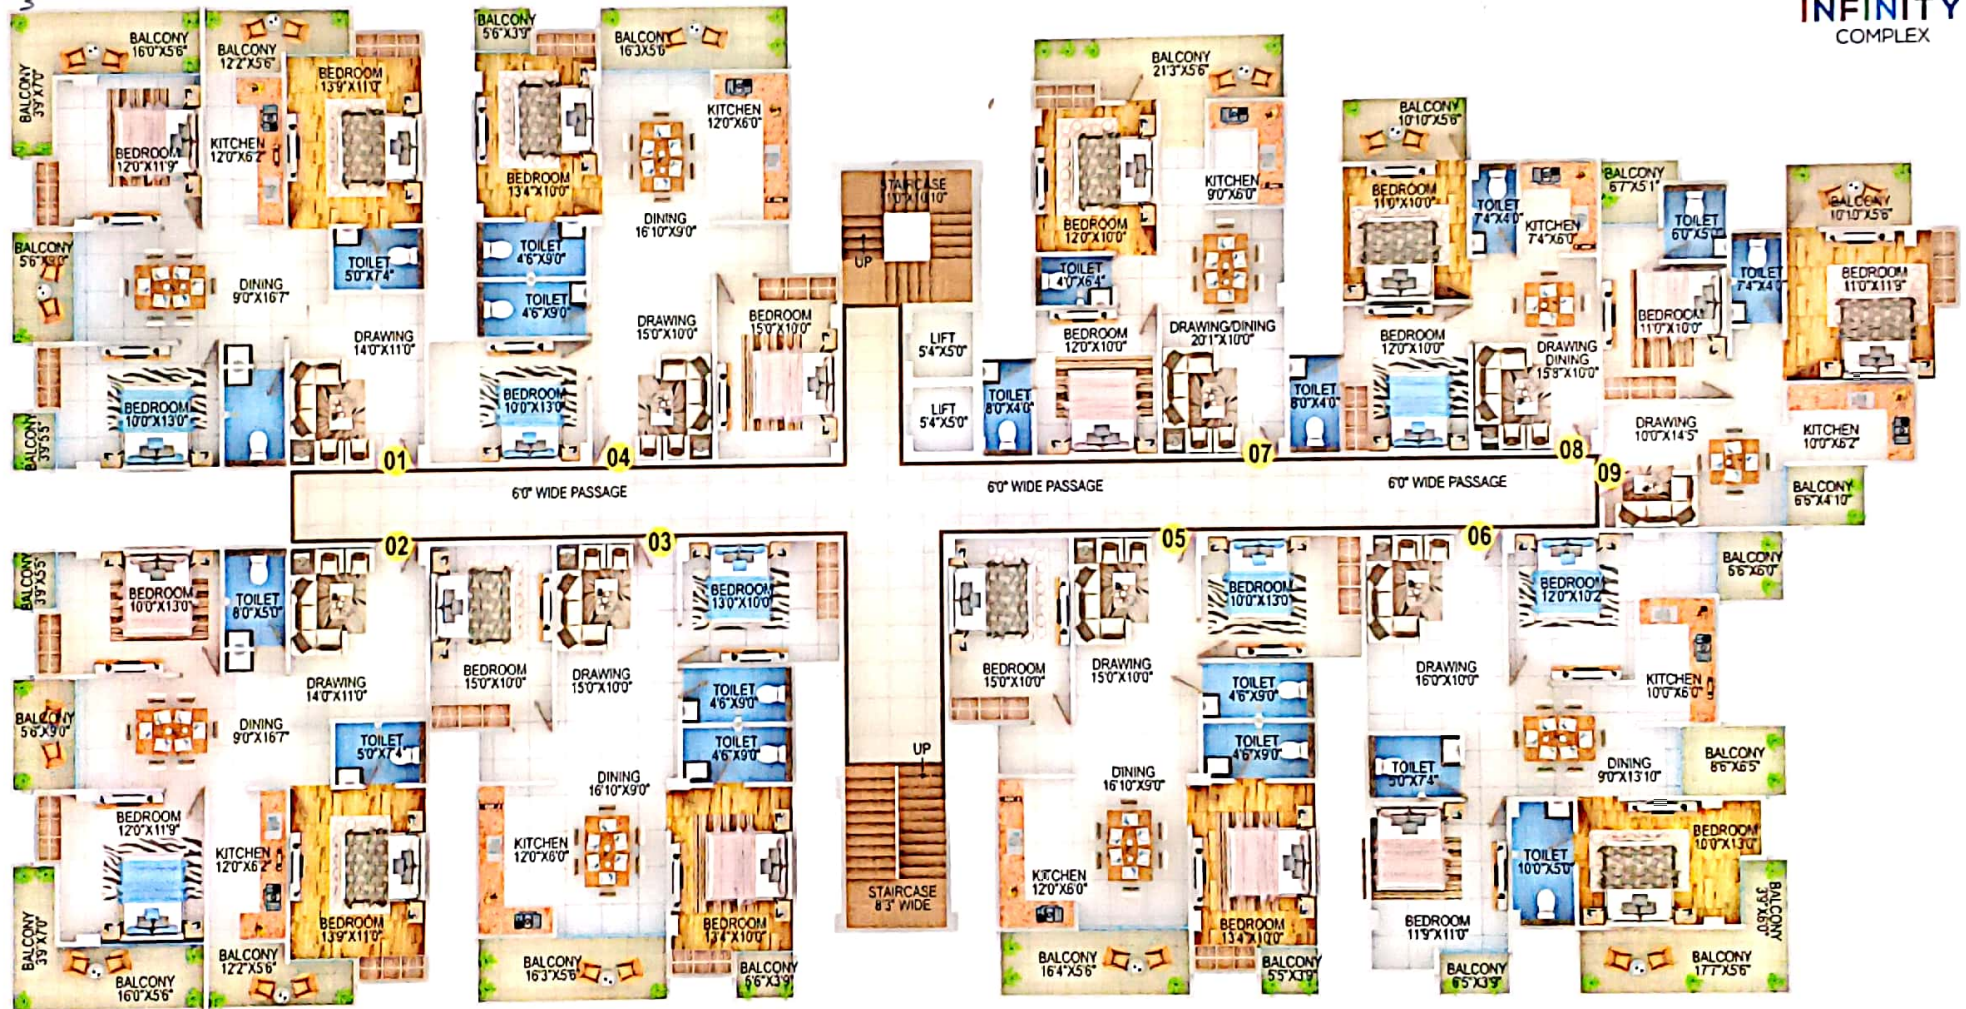 INFINITY
COMPLEX
BALCONY
16'0"X5'6"
BALCONY
3'9"X7'0"
BEDROOM
12'0"X11'9"
BALCONY
12'2"X5'6"
KITCHEN
12'0"X6'2"
BEDROOM
13'9"X11'0"
BALCONY
5'6"X9'0"
DINING
9'0"X16'7"
TOILET
5'0"X7'4"
DRAWING
14'0"X11'0"
BEDROOM
10'0"X13'0"
BALCONY
3'9"X5'5"
01
BALCONY
5'6"X3'9"
BALCONY
16'3"X5'6"
BEDROOM
13'4"X10'0"
KITCHEN
12'0"X6'0"
DINING
16'10"X9'0"
TOILET
4'6"X9'0"
TOILET
4'6"X9'0"
DRAWING
15'0"X10'0"
BEDROOM
15'0"X10'0"
BEDROOM
10'0"X13'0"
04
STAIRCASE
11'0"X10'10"
UP
LIFT
5'4"X5'0"
LIFT
5'4"X5'0"
BALCONY
21'3"X5'6"
KITCHEN
9'0"X6'0"
BEDROOM
12'0"X10'0"
TOILET
4'0"X6'4"
BEDROOM
12'0"X10'0"
DRAWING/DINING
20'1"X10'0"
TOILET
8'0"X4'0"
07
BALCONY
10'10"X5'6"
BEDROOM
11'0"X10'0"
TOILET
7'4"X4'0"
KITCHEN
7'4"X6'0"
BEDROOM
12'0"X10'0"
DRAWING
DINING
15'8"X10'0"
TOILET
8'0"X4'0"
08
BALCONY
6'7"X5'1"
TOILET
6'0"X5'0"
TOILET
7'4"X4'0"
BALCONY
10'10"X5'6"
BEDROOM
11'0"X11'9"
BEDROOM
11'0"X10'0"
DRAWING
10'0"X14'5"
KITCHEN
10'0"X6'2"
BALCONY
6'6"X4'10"
09
6'0" WIDE PASSAGE
6'0" WIDE PASSAGE
6'0" WIDE PASSAGE
02
BALCONY
3'9"X5'5"
BEDROOM
10'0"X13'0"
TOILET
8'0"X5'0"
DRAWING
14'0"X11'0"
BALCONY
5'6"X9'0"
DINING
9'0"X16'7"
TOILET
5'0"X7'4"
BEDROOM
12'0"X11'9"
KITCHEN
12'0"X6'2"
BEDROOM
13'9"X11'0"
BALCONY
3'9"X7'0"
BALCONY
16'0"X5'6"
BALCONY
12'2"X5'6"
03
BEDROOM
15'0"X10'0"
DRAWING
15'0"X10'0"
BEDROOM
13'0"X10'0"
TOILET
4'6"X9'0"
TOILET
4'6"X9'0"
DINING
16'10"X9'0"
KITCHEN
12'0"X6'0"
BEDROOM
13'4"X10'0"
BALCONY
16'3"X5'6"
BALCONY
6'6"X3'9"
UP
STAIRCASE
8'3" WIDE
05
BEDROOM
15'0"X10'0"
DRAWING
15'0"X10'0"
BEDROOM
10'0"X13'0"
TOILET
4'6"X9'0"
TOILET
4'6"X9'0"
DINING
16'10"X9'0"
KITCHEN
12'0"X6'0"
BEDROOM
13'4"X10'0"
BALCONY
16'4"X5'6"
BALCONY
5'5"X3'9"
06
DRAWING
16'0"X10'0"
BEDROOM
12'0"X10'2"
BALCONY
5'6"X6'0"
KITCHEN
10'0"X6'0"
TOILET
5'0"X7'4"
DINING
9'0"X13'10"
BALCONY
8'6"X6'5"
BEDROOM
11'9"X11'0"
TOILET
10'0"X5'0"
BEDROOM
10'0"X13'0"
BALCONY
3'9"X6'0"
BALCONY
6'5"X3'9"
BALCONY
17'7"X5'6"